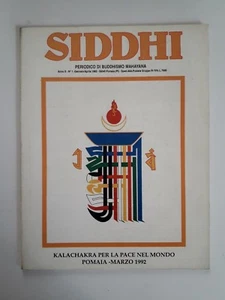 SIDDHI
PERIODICO DI BUDDHISMO MAHAYANA
KALACHAKRA PER LA PACE NEL MONDO
POMAIA - MARZO 1992